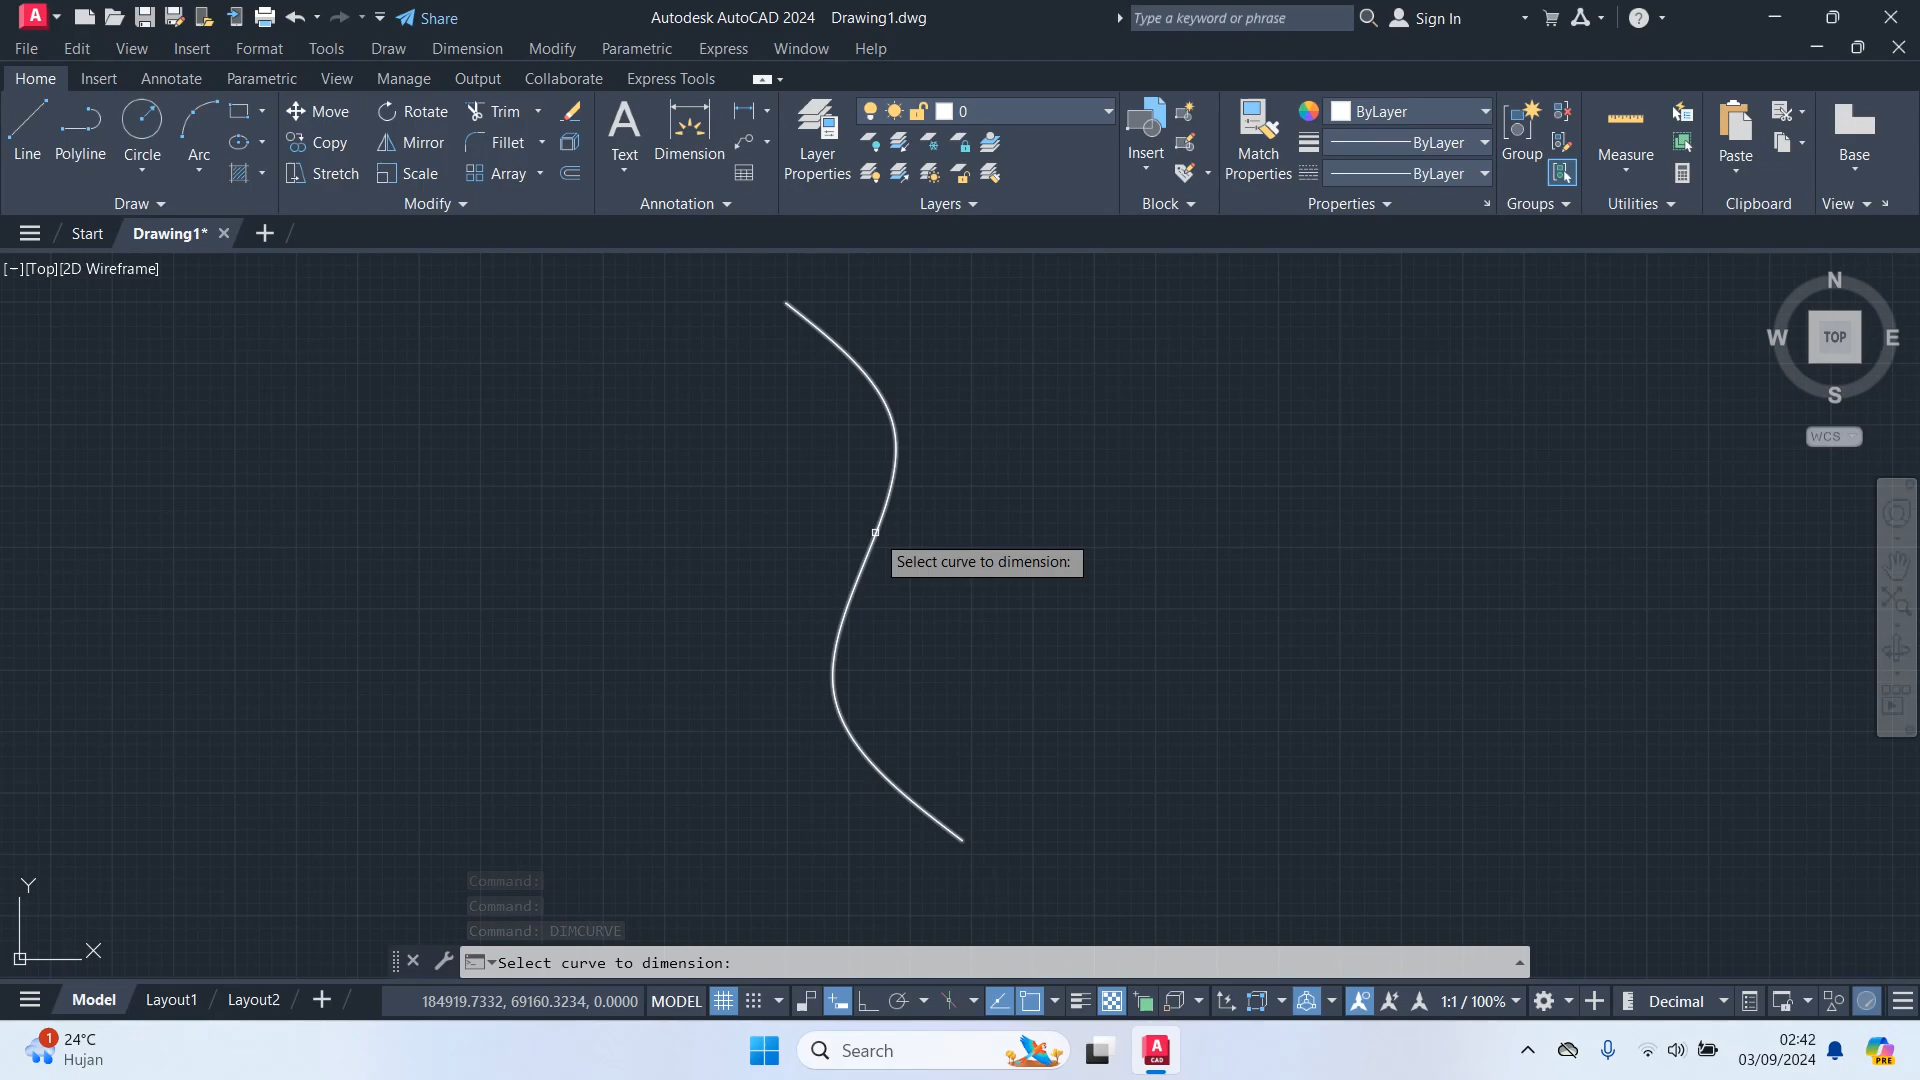 A
CAD
Share
Autodesk AutoCAD 2024 Drawing1.dwg
Type a keyword or phrase
Sign In
File Edit View Insert Format Tools Draw Dimension Modify Parametric Express Window Help
Home Insert Annotate Parametric View Manage Output Collaborate Express Tools
Move Rotate Trim
0
ByLayer
Copy Mirror Fillet
ByLayer
Line Polyline Circle Arc
Text Dimension
Layer Properties
Insert
Match Properties
Group
Measure
Paste
Base
Stretch Scale Array
ByLayer
Draw Modify Annotation Layers Block Properties Groups Utilities Clipboard View
Start Drawing1*
[−][Top][2D Wireframe]
N
W TOP E
S
WCS
Select curve to dimension:
Command:
Command:
Command: DIMCURVE
Y
X
Select curve to dimension:
Model Layout1 Layout2
184919.7332, 69160.3234, 0.0000 MODEL
1:1 / 100%
Decimal
1
24°C
Hujan
Search
A
CAD
02:42
03/09/2024
PRE